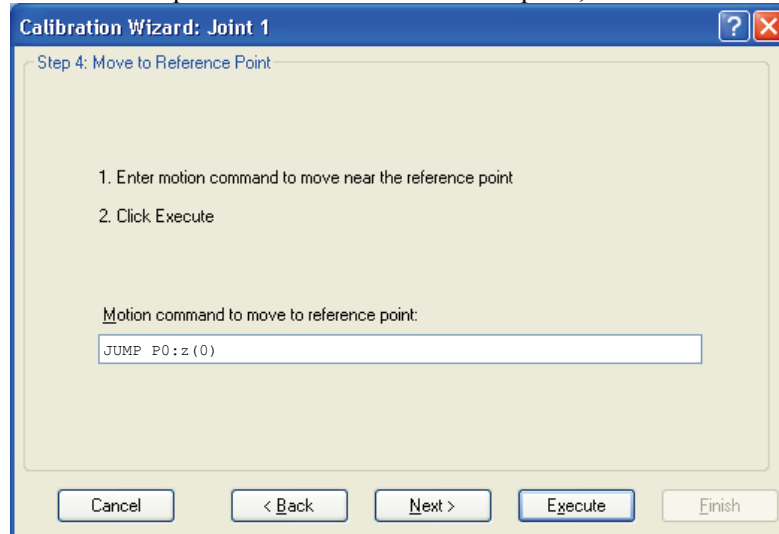 Calibration Wizard: Joint 1
Step 4: Move to Reference Point
1. Enter motion command to move near the reference point
2. Click Execute
Motion command to move to reference point:
JUMP P0:z(0)
Cancel < Back Next > Execute Finish